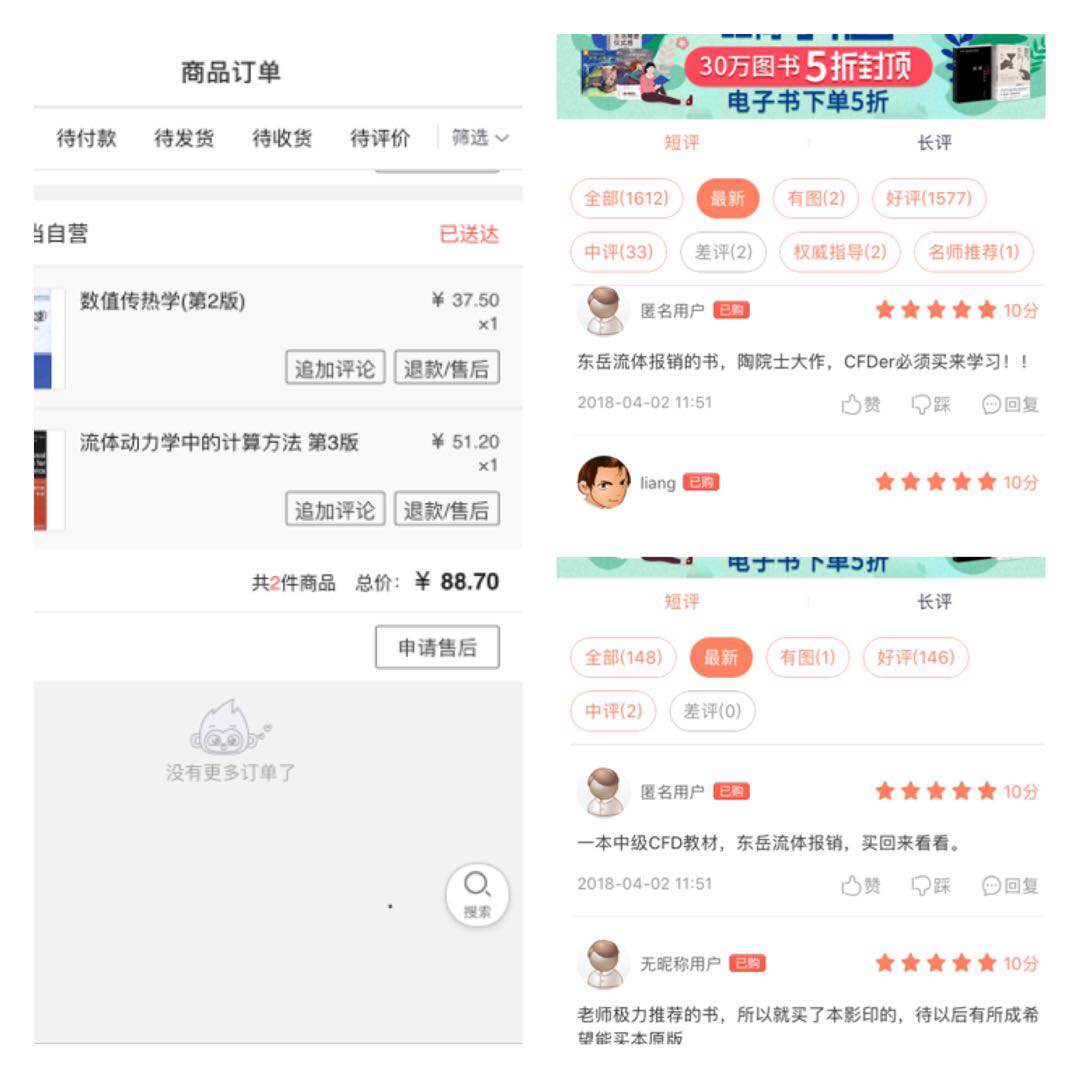 商品订单
待付款 待发货 待收货 待评价 筛选
当自营 已送达
数值传热学(第2版) ¥ 37.50
×1
追加评论 退款/售后
流体动力学中的计算方法 第3版 ¥ 51.20
×1
追加评论 退款/售后
共2件商品 总价: ¥ 88.70
申请售后
没有更多订单了
搜索
30万图书 5折封顶
电子书下单5折
短评 长评
全部(1612) 最新 有图(2) 好评(1577)
中评(33) 差评(2) 权威指导(2) 名师推荐(1)
匿名用户 已购 10分
东岳流体报销的书，陶院士大作，CFDer必须买来学习！！
2018-04-02 11:51 赞 踩 回复
liang 已购 10分
电子书下单5折
短评 长评
全部(148) 最新 有图(1) 好评(146)
中评(2) 差评(0)
匿名用户 已购 10分
一本中级CFD教材，东岳流体报销，买回来看看。
2018-04-02 11:51 赞 踩 回复
无昵称用户 已购 10分
老师极力推荐的书，所以就买了本影印的，待以后有所成希
望能买本原版